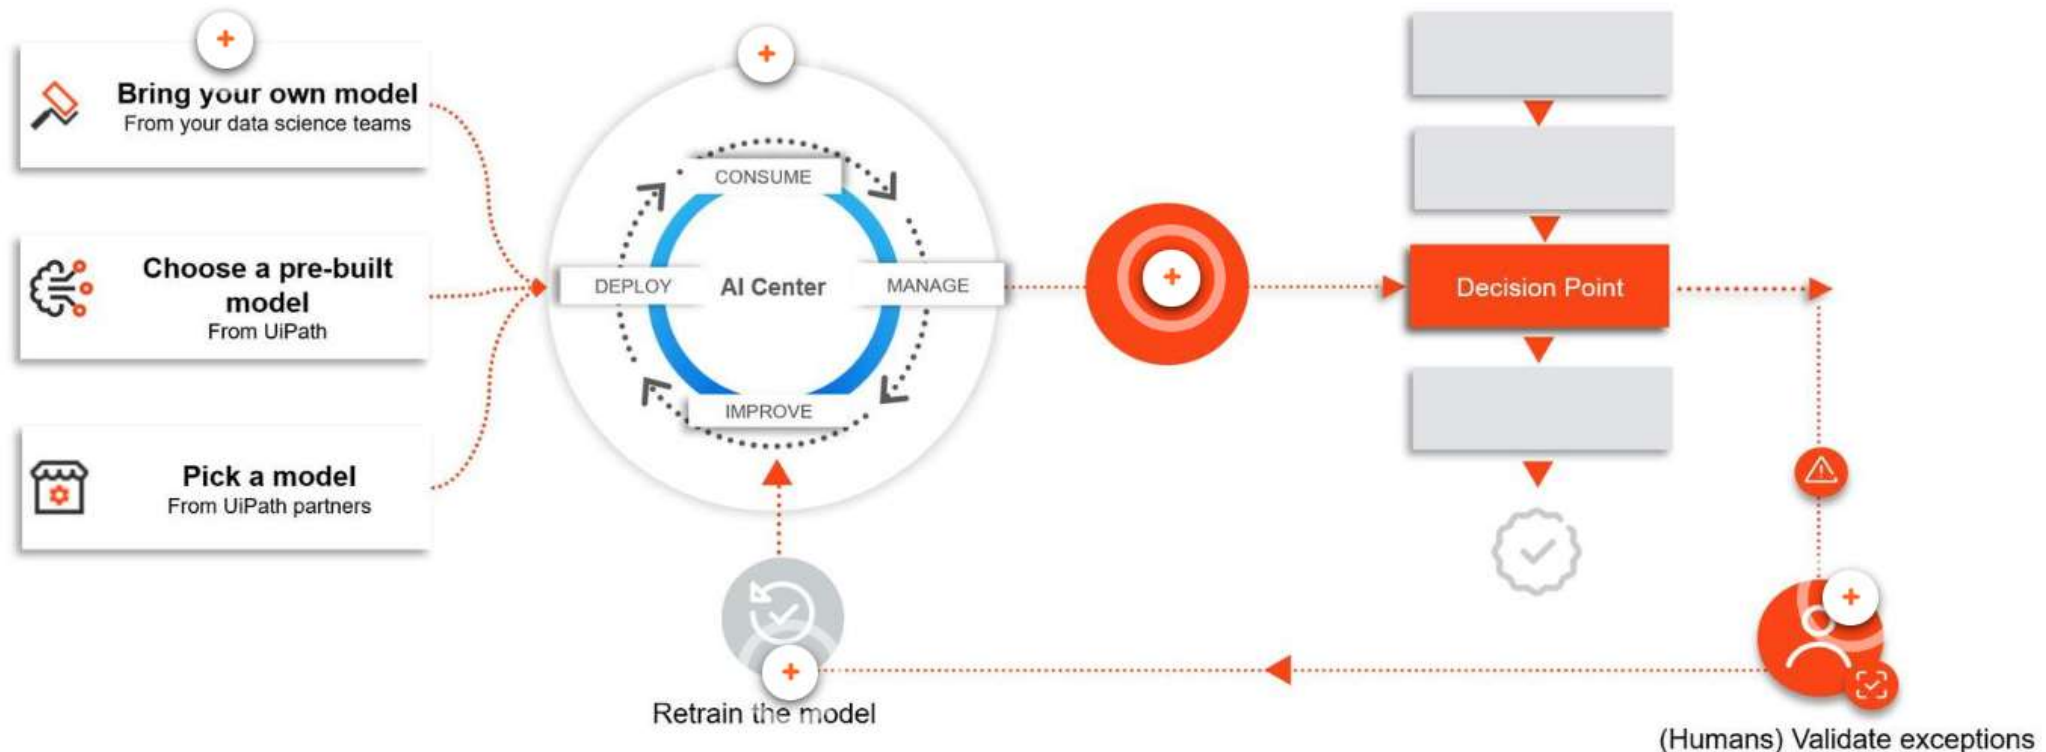 Bring your own model
From your data science teams
Choose a pre-built
model
From UiPath
Pick a model
From UiPath partners
CONSUME
DEPLOY
AI Center
MANAGE
IMPROVE
Decision Point
Retrain the model
(Humans) Validate exceptions